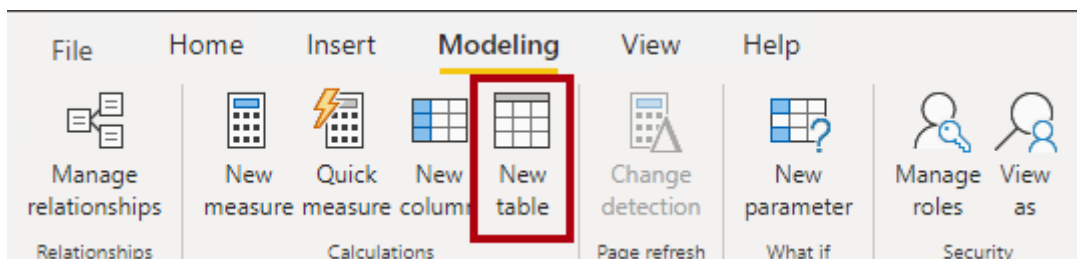 File Home Insert Modeling View Help
Manage relationships
New measure
Quick measure
New column
New table
Change detection
New parameter
Manage roles
View as
Relationships Calculations Page refresh What if Security